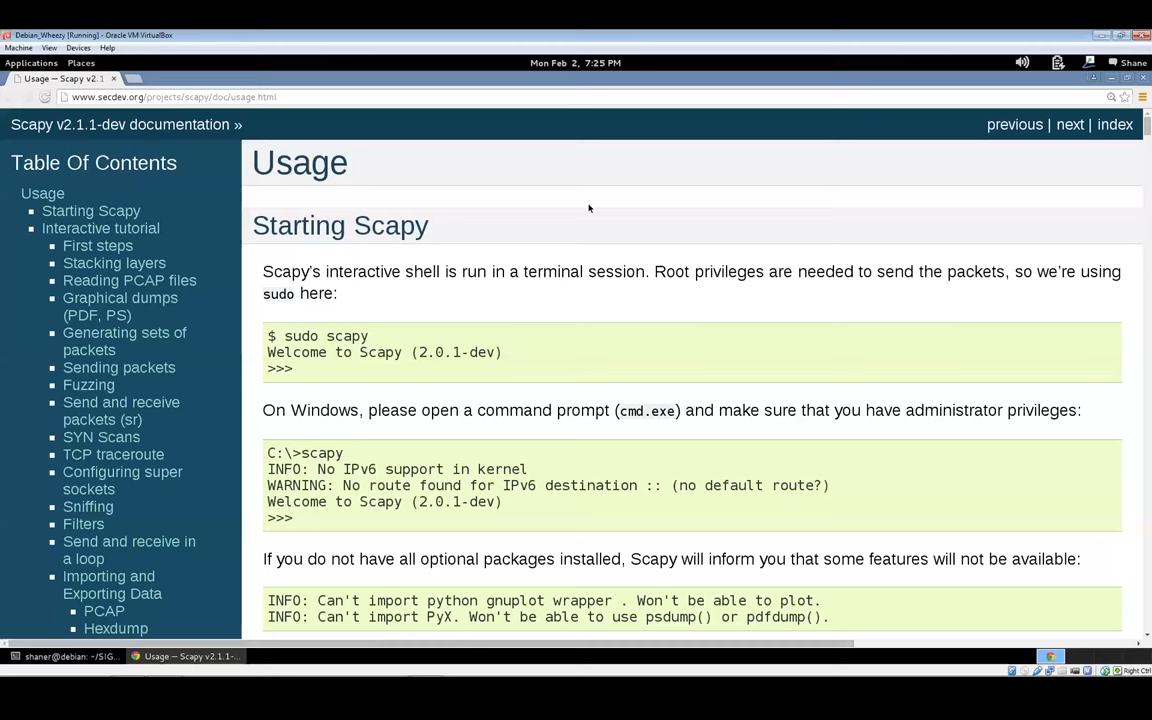 Debian_Wheezy [Running] - Oracle VM VirtualBox
Machine View Devices Help
Applications Places Mon Feb 2, 7:25 PM Shane
Usage — Scapy v2.1 ×
www.secdev.org/projects/scapy/doc/usage.html
Scapy v2.1.1-dev documentation » previous | next | index
Table Of Contents
Usage
Starting Scapy
Interactive tutorial
First steps
Stacking layers
Reading PCAP files
Graphical dumps
(PDF, PS)
Generating sets of
packets
Sending packets
Fuzzing
Send and receive
packets (sr)
SYN Scans
TCP traceroute
Configuring super
sockets
Sniffing
Filters
Send and receive in
a loop
Importing and
Exporting Data
PCAP
Hexdump
Usage
Starting Scapy
Scapy's interactive shell is run in a terminal session. Root privileges are needed to send the packets, so we're using
sudo here:
$ sudo scapy
Welcome to Scapy (2.0.1-dev)
>>>
On Windows, please open a command prompt (cmd.exe) and make sure that you have administrator privileges:
C:\>scapy
INFO: No IPv6 support in kernel
WARNING: No route found for IPv6 destination :: (no default route?)
Welcome to Scapy (2.0.1-dev)
>>>
If you do not have all optional packages installed, Scapy will inform you that some features will not be available:
INFO: Can't import python gnuplot wrapper . Won't be able to plot.
INFO: Can't import PyX. Won't be able to use psdump() or pdfdump().
shaner@debian: ~/SIG... Usage — Scapy v2.1.1-...
Right Ctrl